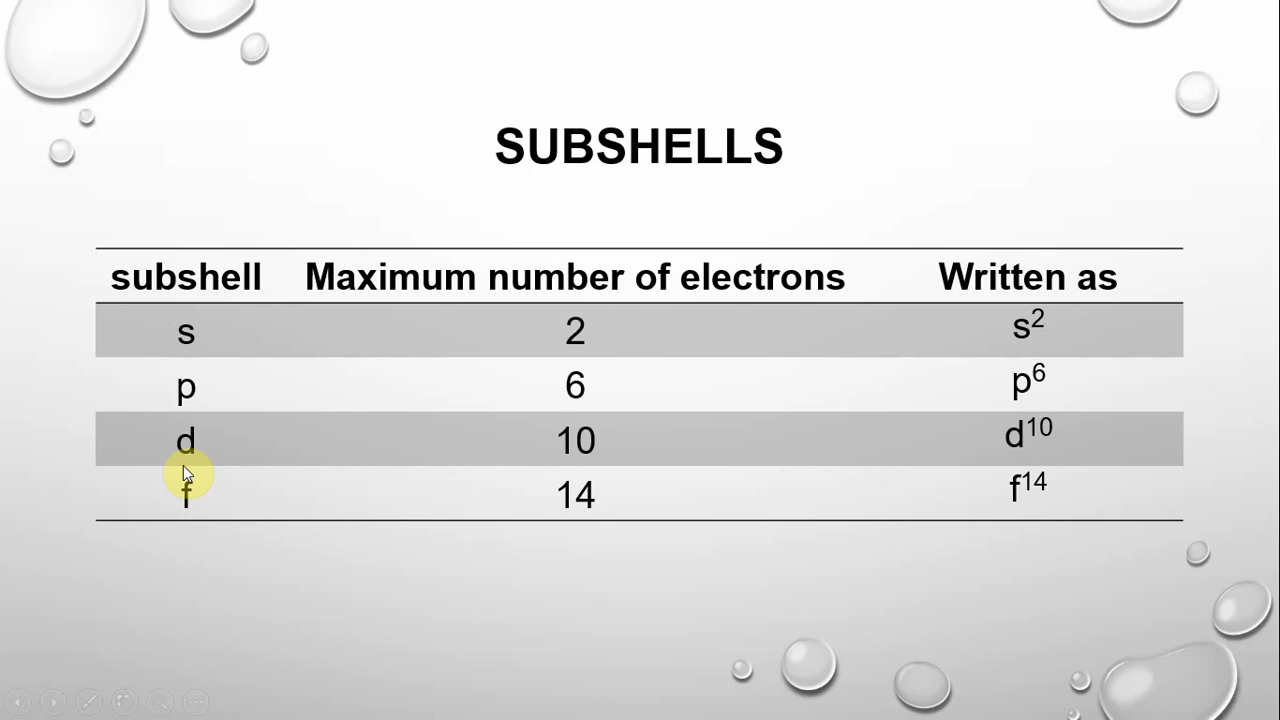 SUBSHELLS
subshell Maximum number of electrons Written as
s 2 s²
p 6 p⁶
d 10 d¹⁰
f 14 f¹⁴